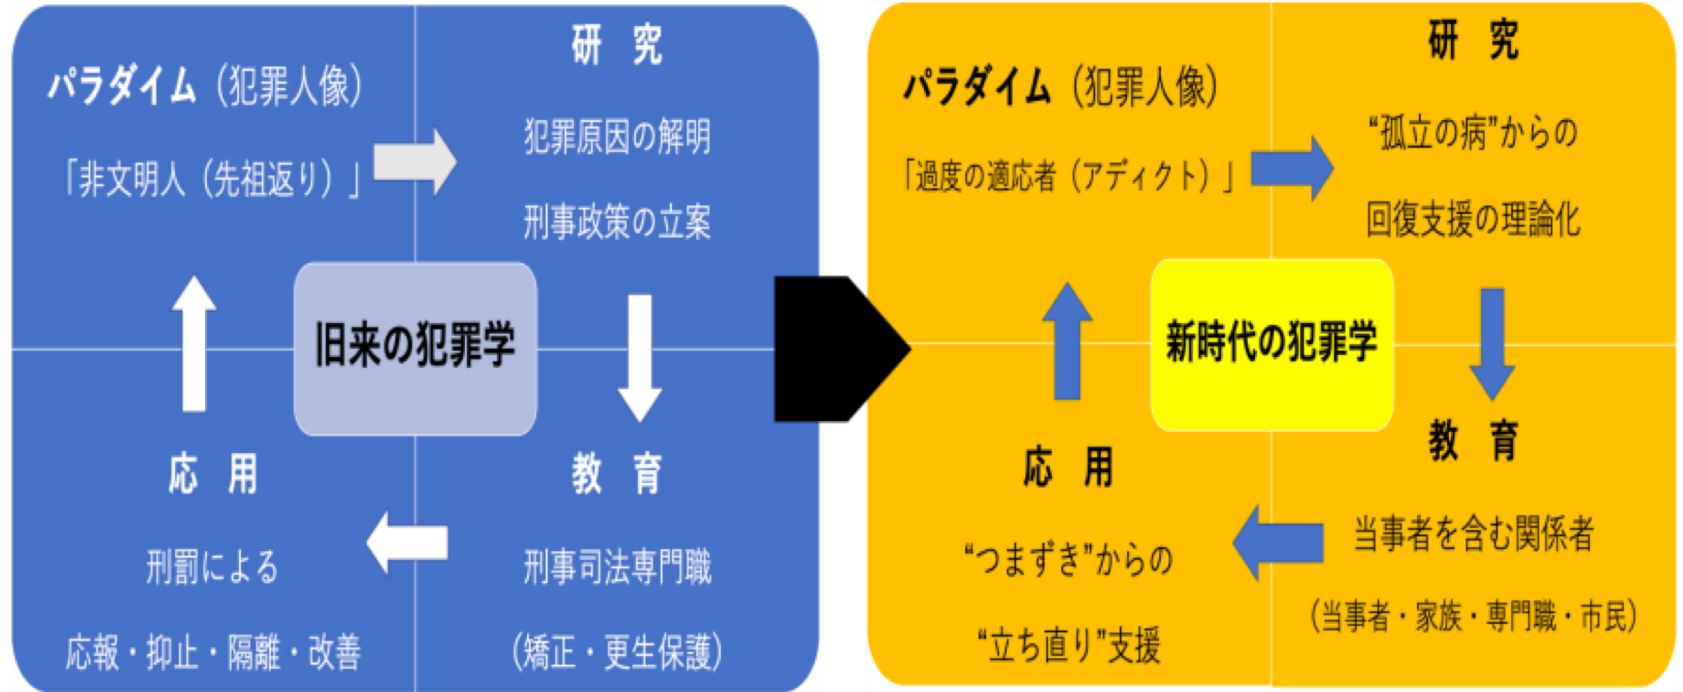 パラダイム（犯罪人像）
「非文明人（先祖返り）」
研　究
犯罪原因の解明
刑事政策の立案
旧来の犯罪学
応　用
刑罰による
応報・抑止・隔離・改善
教　育
刑事司法専門職
（矯正・更生保護）
パラダイム（犯罪人像）
「過度の適応者（アディクト）」
研　究
“孤立の病”からの
回復支援の理論化
新時代の犯罪学
応　用
“つまずき”からの
“立ち直り”支援
教　育
当事者を含む関係者
（当事者・家族・専門職・市民）